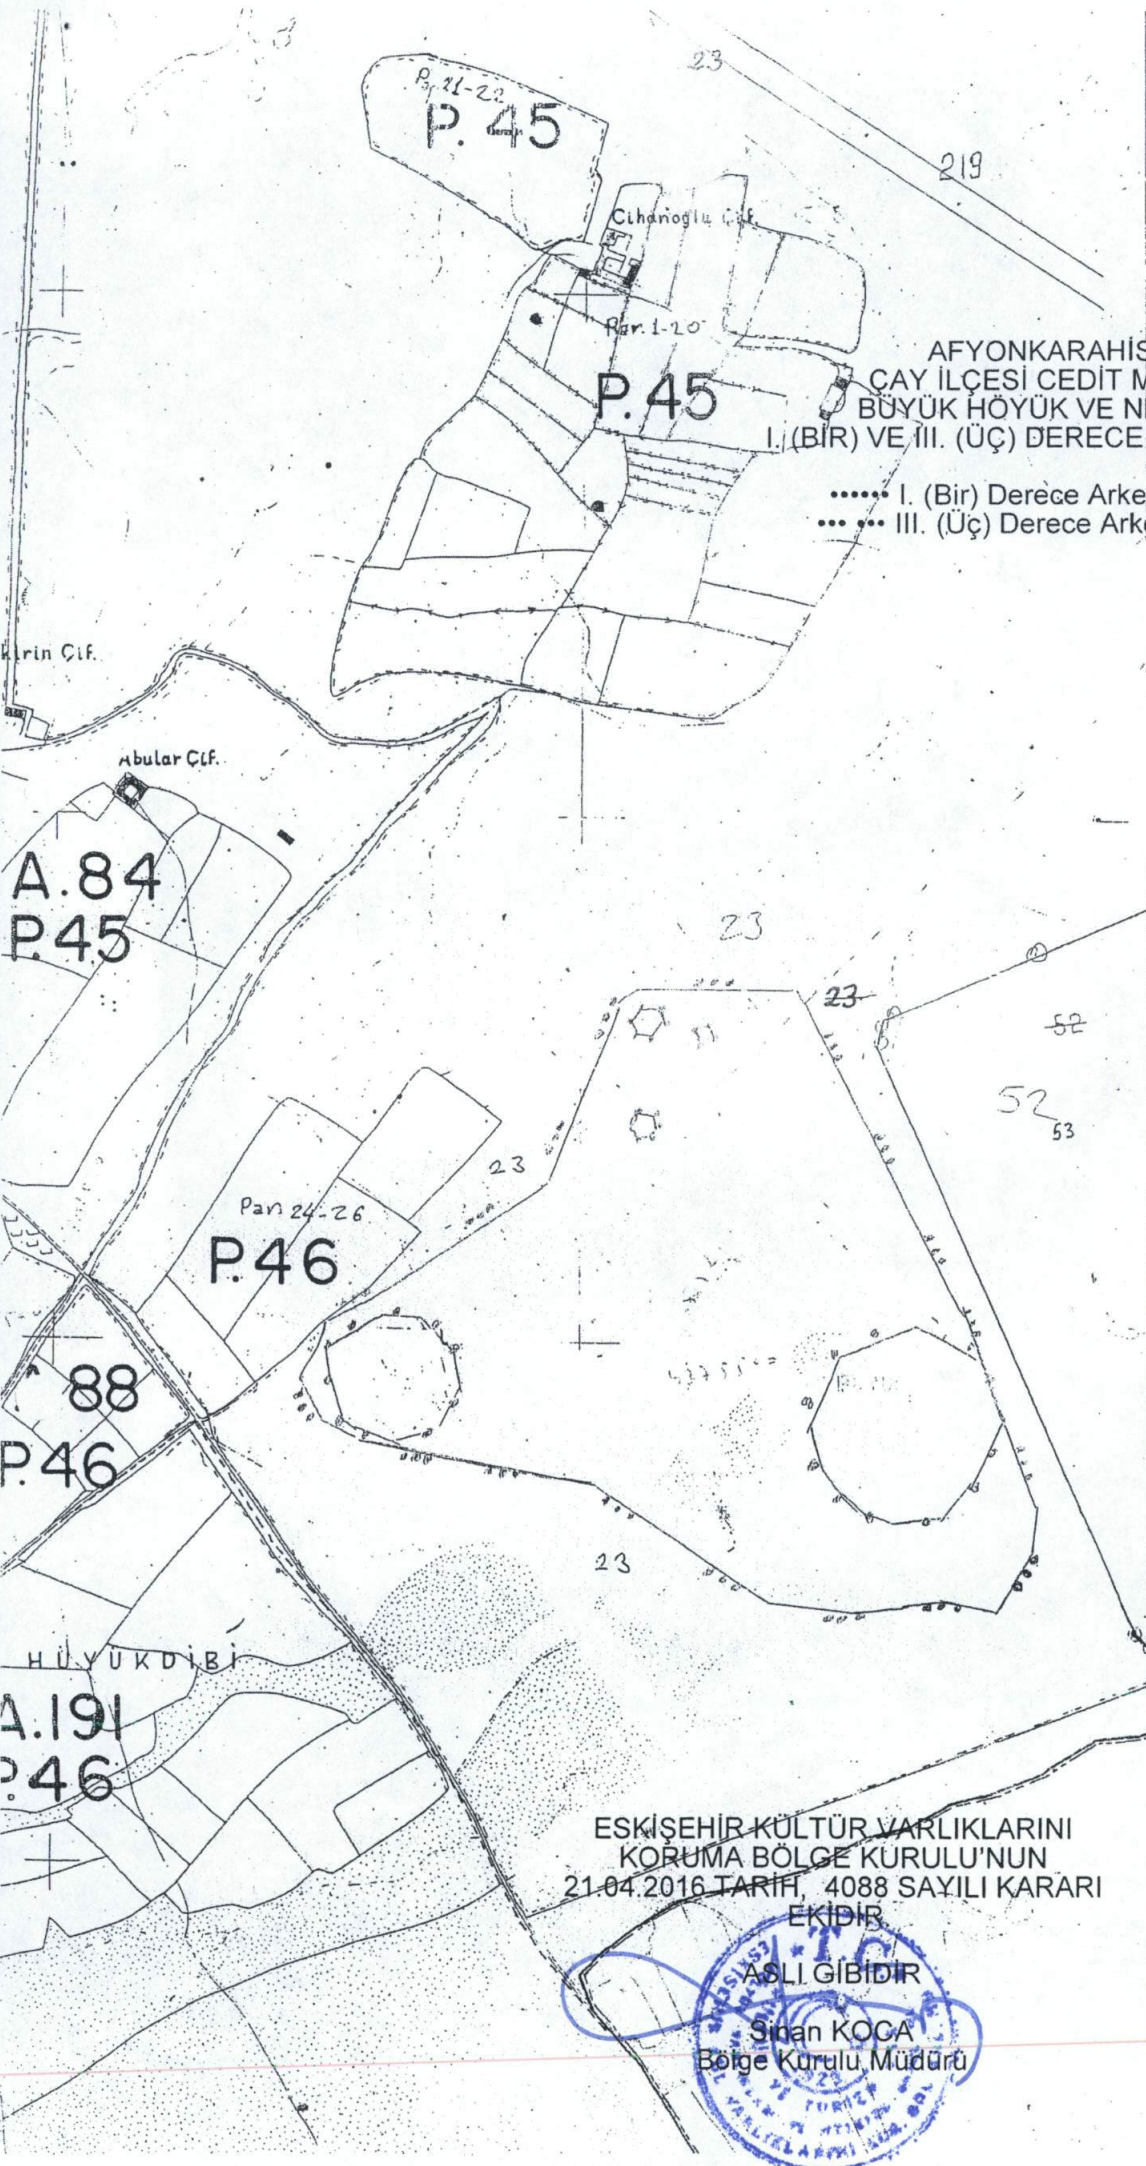 23
Par 21-22
P. 45
219
Cihanoğlu Çif.
Par. 1-20
P. 45
AFYONKARAHİS
ÇAY İLÇESİ CEDİT M
BÜYÜK HÖYÜK VE N
I. (BİR) VE III. (ÜÇ) DERECE
I. (Bir) Derece Arke
III. (Üç) Derece Arke
kirin Çif.
Abular Çif.
A.84
P.45
23
23
52
52
53
23
Par 24-26
P.46
88
P.46
23
HÜYÜKDİBİ
A.191
P.46
ESKİŞEHİR KÜLTÜR VARLIKLARINI
KORUMA BÖLGE KURULU'NUN
21.04.2016 TARİH, 4088 SAYILI KARARI
EKİDİR
T.C.
ASLI GİBİDİR
Sinan KOCA
Bölge Kurulu Müdürü